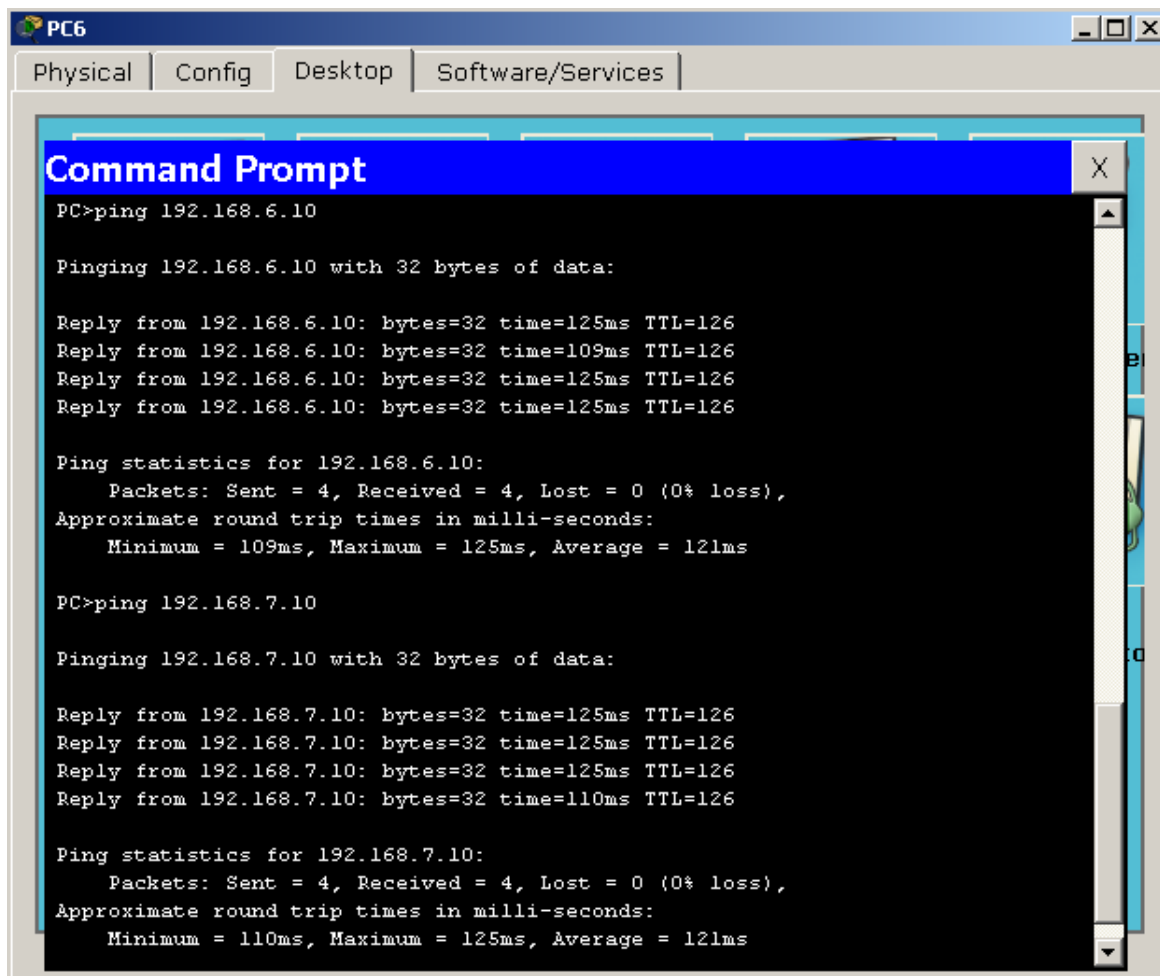 PC6
Physical Config Desktop Software/Services
Command Prompt X
PC>ping 192.168.6.10
Pinging 192.168.6.10 with 32 bytes of data:
Reply from 192.168.6.10: bytes=32 time=125ms TTL=126
Reply from 192.168.6.10: bytes=32 time=109ms TTL=126
Reply from 192.168.6.10: bytes=32 time=125ms TTL=126
Reply from 192.168.6.10: bytes=32 time=125ms TTL=126
Ping statistics for 192.168.6.10:
Packets: Sent = 4, Received = 4, Lost = 0 (0% loss),
Approximate round trip times in milli-seconds:
Minimum = 109ms, Maximum = 125ms, Average = 121ms
PC>ping 192.168.7.10
Pinging 192.168.7.10 with 32 bytes of data:
Reply from 192.168.7.10: bytes=32 time=125ms TTL=126
Reply from 192.168.7.10: bytes=32 time=125ms TTL=126
Reply from 192.168.7.10: bytes=32 time=125ms TTL=126
Reply from 192.168.7.10: bytes=32 time=110ms TTL=126
Ping statistics for 192.168.7.10:
Packets: Sent = 4, Received = 4, Lost = 0 (0% loss),
Approximate round trip times in milli-seconds:
Minimum = 110ms, Maximum = 125ms, Average = 121ms